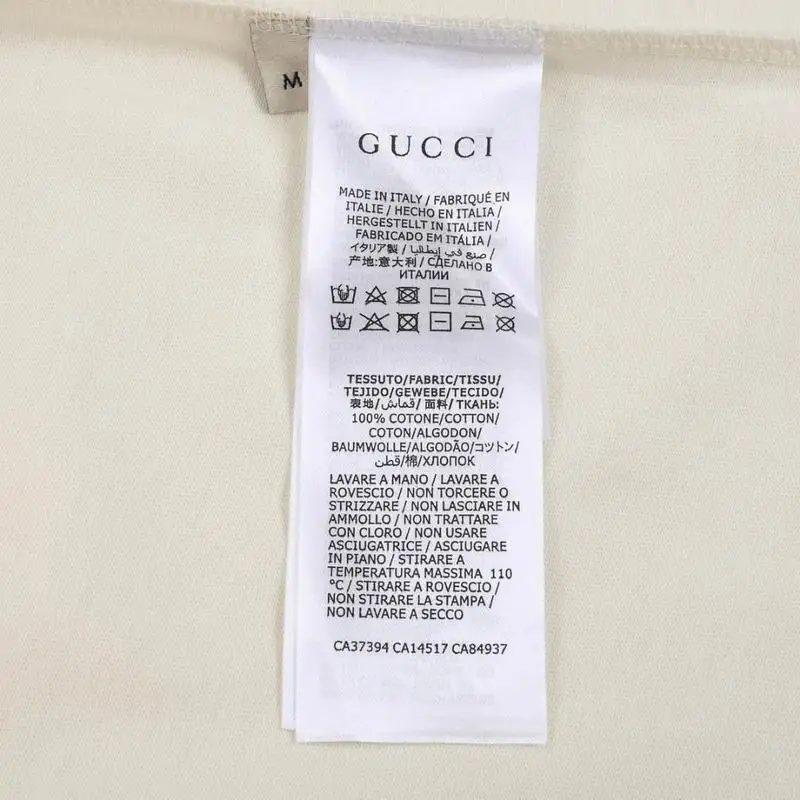 M
GUCCI
MADE IN ITALY / FABRIQUÉ EN
ITALIE / HECHO EN ITALIA /
HERGESTELLT IN ITALIEN /
FABRICADO EM ITÁLIA /
イタリア製 / صنع في إيطاليا /
产地:意大利 / СДЕЛАНО В
ИТАЛИИ
TESSUTO/FABRIC/TISSU/
TEJIDO/GEWEBE/TECIDO/
表地/قماش/ 面料/ ТКАНЬ:
100% COTONE/COTTON/
COTON/ALGODON/
BAUMWOLLE/ALGODÃO/コットン/
قطن/棉/ХЛОПОК
LAVARE A MANO / LAVARE A
ROVESCIO / NON TORCERE O
STRIZZARE / NON LASCIARE IN
AMMOLLO / NON TRATTARE
CON CLORO / NON USARE
ASCIUGATRICE / ASCIUGARE
IN PIANO / STIRARE A
TEMPERATURA MASSIMA 110
°C / STIRARE A ROVESCIO /
NON STIRARE LA STAMPA /
NON LAVARE A SECCO
CA37394 CA14517 CA84937